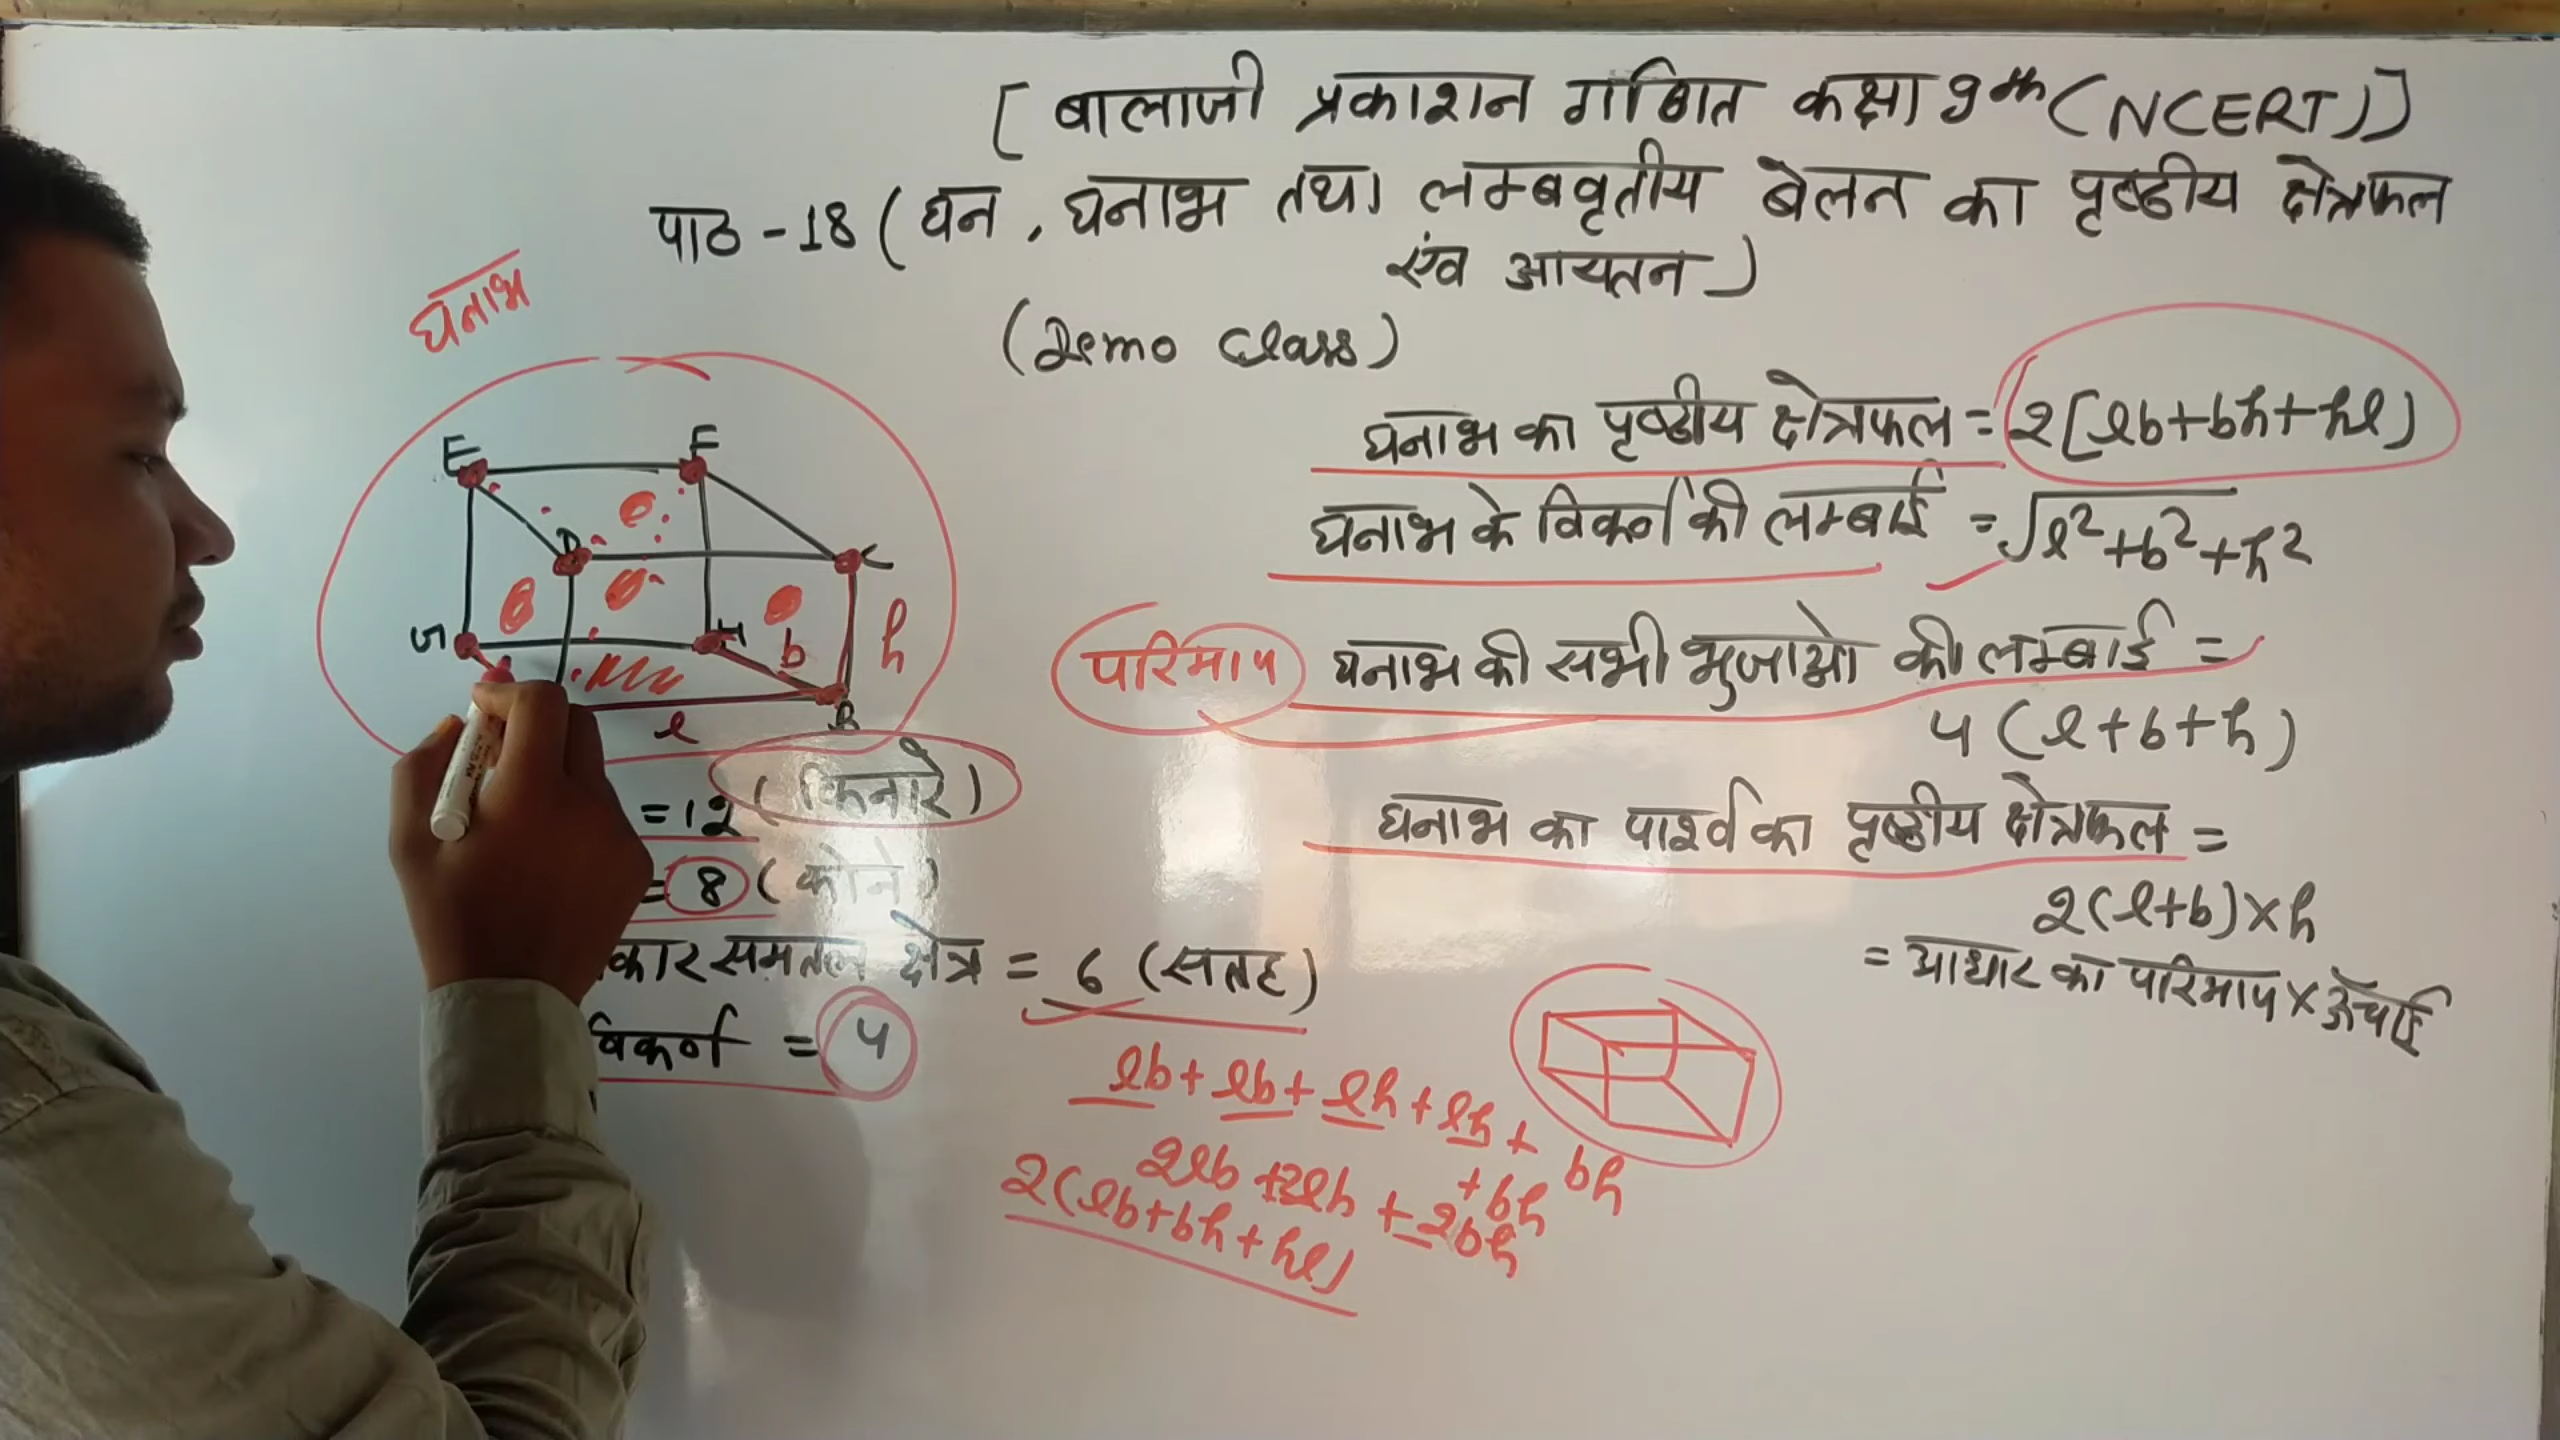 [बालाजी प्रकाशन गणित कक्षा 9th (NCERT)]
पाठ -18 (घन, घनाभ तथा लम्बवृतीय बेलन का पृष्ठीय क्षेत्रफल
एंव आयतन)
(Demo Class)
घनाभ
E F
D C
G H
b h
l B
घनाभ का पृष्ठीय क्षेत्रफल = 2[lb+bh+hl)
घनाभ के विकर्ण की लम्बाई = √l²+b²+h²
परिमाप घनाभ की सभी भुजाओ की लम्बाई =
4(l+b+h)
घनाभ का पार्श्व का पृष्ठीय क्षेत्रफल =
2(l+b)×h
= आधार का परिमाप × ऊँचाई
=12 (किनारे)
= 8 (कोने)
कार समतल क्षेत्र = 6 (सतह)
विकर्ण = 4
lb+lb+lh+lh+
bh
+bh
2lb+2lh+2bh
2(lb+bh+hl)